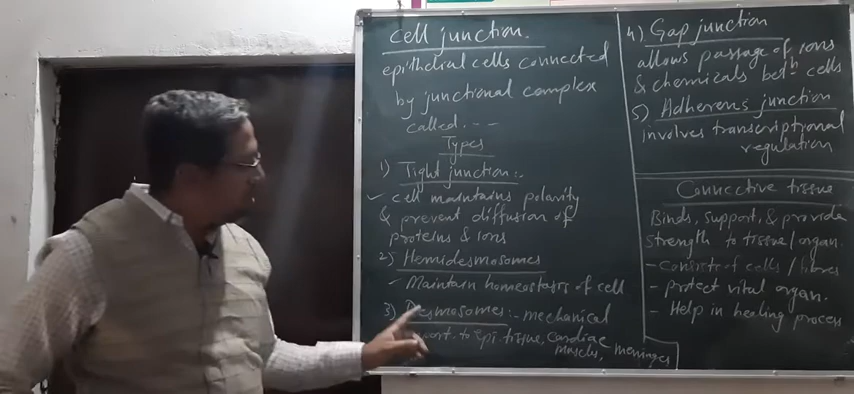 Cell junction.
epithelial cells connected
by junctional complex
called. - -
Types
1) Tight junction :-
✓ cell maintains polarity
& prevent diffusion of
proteins & ions
2) Hemidesmosomes
- Maintain homeostasis of cell
3) Desmosomes :- mechanical
to epi. tissue, cardiac
muscles, meninges
4) Gap junction
allows passage of ions
& chemicals betn cells
5) Adherens junction
involves transcriptional
regulation
Connective tissue
Binds, support, & provide
strength to tissue/organ.
- Consists of cells / fibres
- protect vital organ.
- Help in healing process